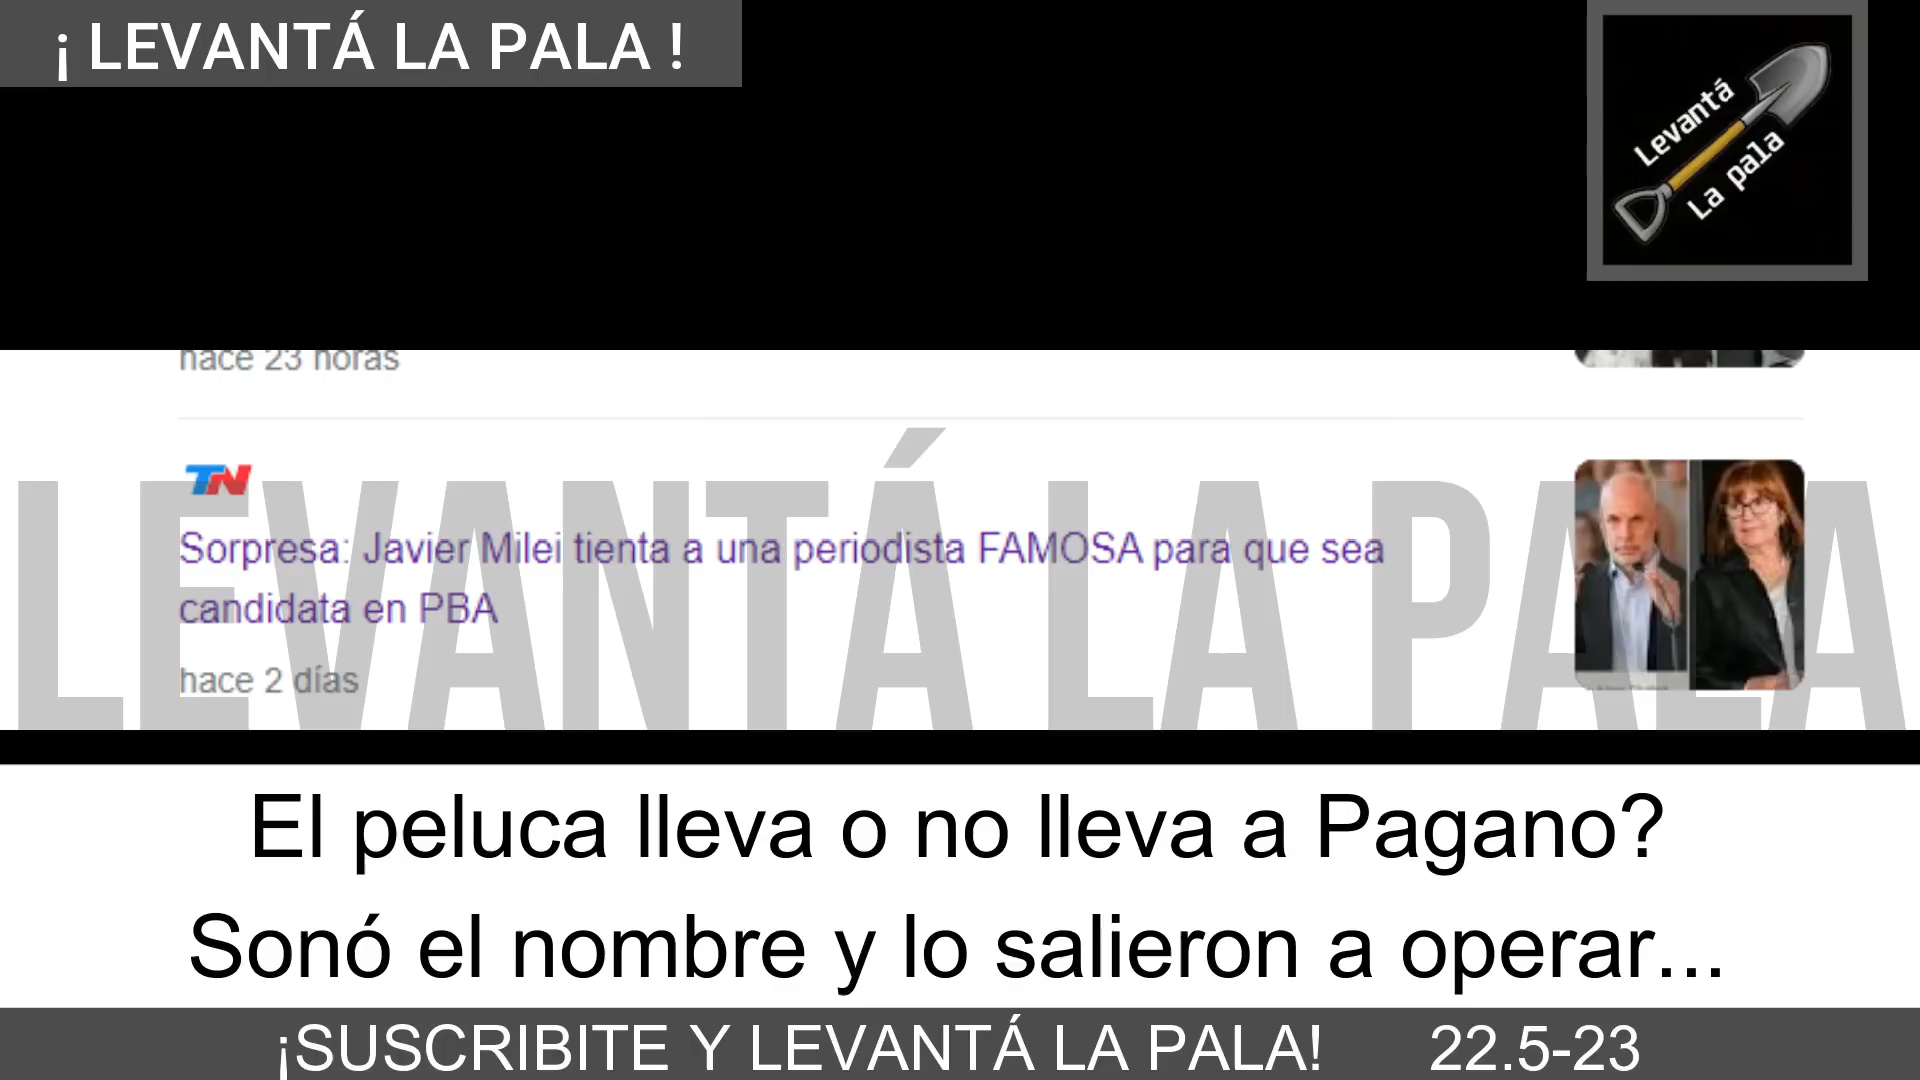 ¡ LEVANTÁ LA PALA !
Levantá
La pala
hace 23 horas
TN
LEVANTÁ LA PALA
Sorpresa: Javier Milei tienta a una periodista FAMOSA para que sea
candidata en PBA
hace 2 días
El peluca lleva o no lleva a Pagano?
Sonó el nombre y lo salieron a operar...
¡SUSCRIBITE Y LEVANTÁ LA PALA! 22.5-23